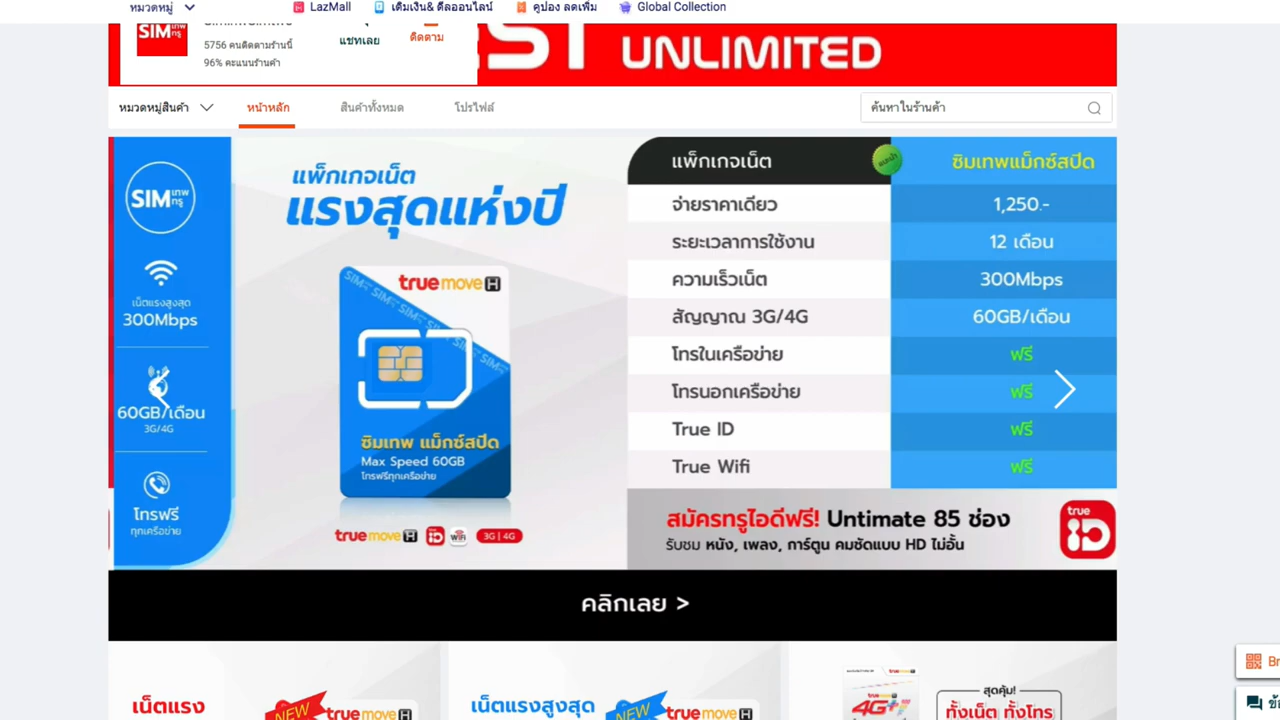 หมวดหมู่
LazMall
เติมเงิน& ดีลออนไลน์
คูปอง ลดเพิ่ม
Global Collection
SIM เทพ ทรู
5756 คนติดตามร้านนี้
96% คะแนนร้านค้า
แชทเลย
ติดตาม
UNLIMITED
หมวดหมู่สินค้า
หน้าหลัก
สินค้าทั้งหมด
โปรไฟล์
ค้นหาในร้านค้า
SIM เทพ ทรู
เน็ตแรงสูงสุด
300Mbps
60GB/เดือน
3G/4G
โทรฟรี
ทุกเครือข่าย
แพ็กเกจเน็ต
แรงสุดแห่งปี
true move H
ซิมเทพ แม็กซ์สปีด
Max Speed 60GB
โทรฟรีทุกเครือข่าย
true move H
true iD
WiFi
3G | 4G
แพ็กเกจเน็ต แนะนำ ซิมเทพแม็กซ์สปีด
จ่ายราคาเดียว 1,250.-
ระยะเวลาการใช้งาน 12 เดือน
ความเร็วเน็ต 300Mbps
สัญญาณ 3G/4G 60GB/เดือน
โทรในเครือข่าย ฟรี
โทรนอกเครือข่าย ฟรี
True ID ฟรี
True Wifi ฟรี
สมัครทรูไอดีฟรี! Untimate 85 ช่อง
รับชม หนัง, เพลง, การ์ตูน คมชัดแบบ HD ไม่อั้น
true iD
คลิกเลย >
เน็ตแรง
NEW
true move H
เน็ตแรงสูงสุด
NEW
true move H
true move H
4G+
สุดคุ้ม!
ทั้งเน็ต ทั้งโทร